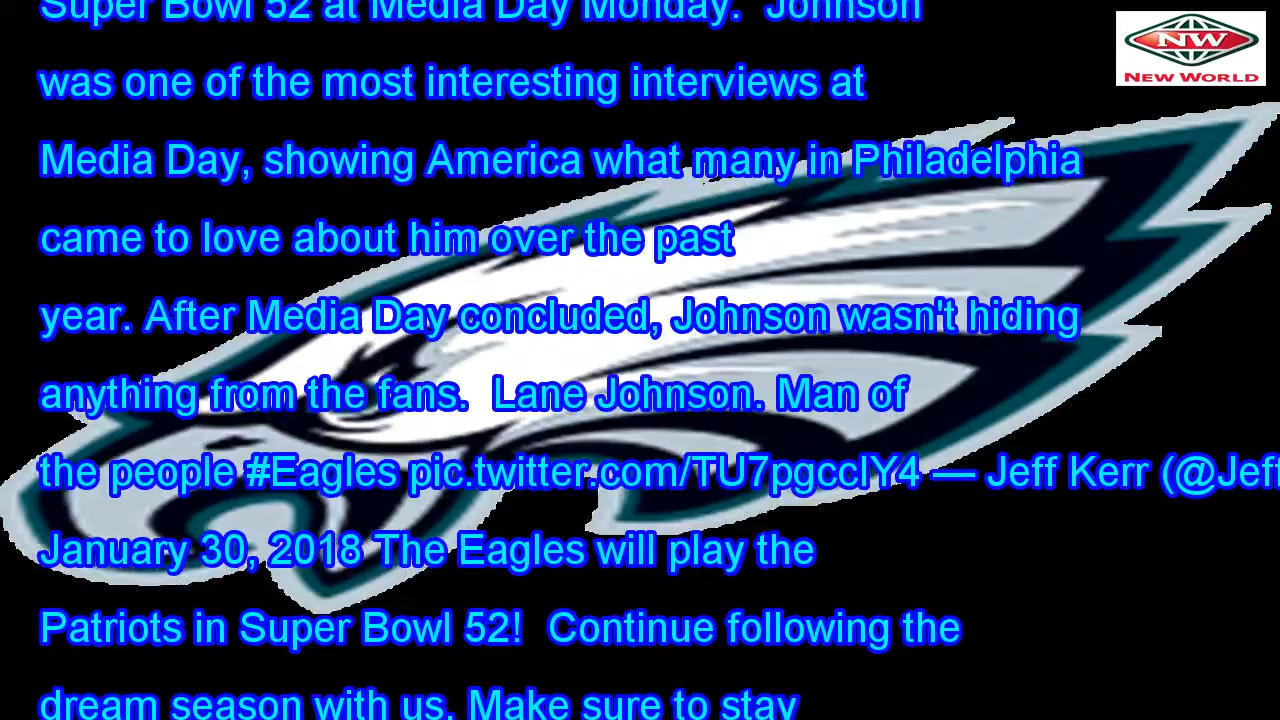 Super Bowl 52 at Media Day Monday.  Johnson
NW
NEW WORLD
was one of the most interesting interviews at
Media Day, showing America what many in Philadelphia
came to love about him over the past
year. After Media Day concluded, Johnson wasn't hiding
anything from the fans.  Lane Johnson. Man of
the people #Eagles pic.twitter.com/TU7pgcclY4 — Jeff Kerr (@Jeff
January 30, 2018 The Eagles will play the
Patriots in Super Bowl 52!  Continue following the
dream season with us. Make sure to stay